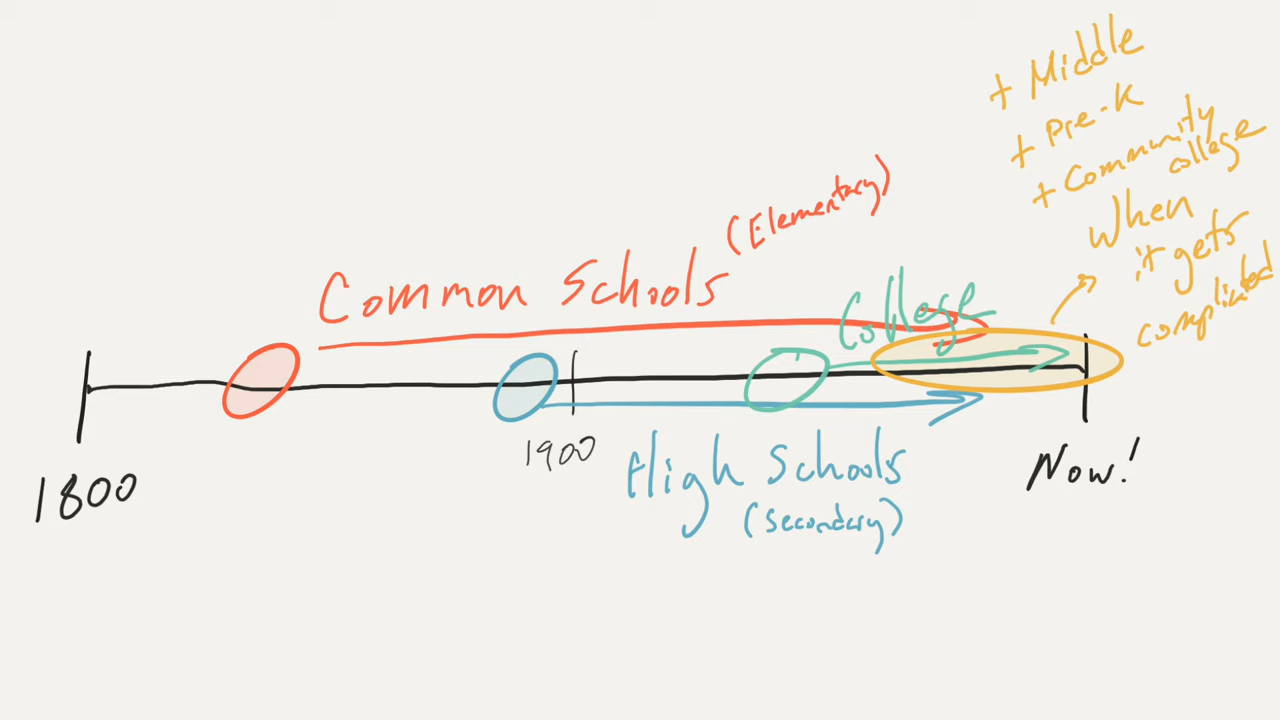 + Middle
+ Pre-K
+ Community
college
When
it gets
complicated
(Elementary)
Common Schools
College
1800
1900
High Schools
(secondary)
Now!